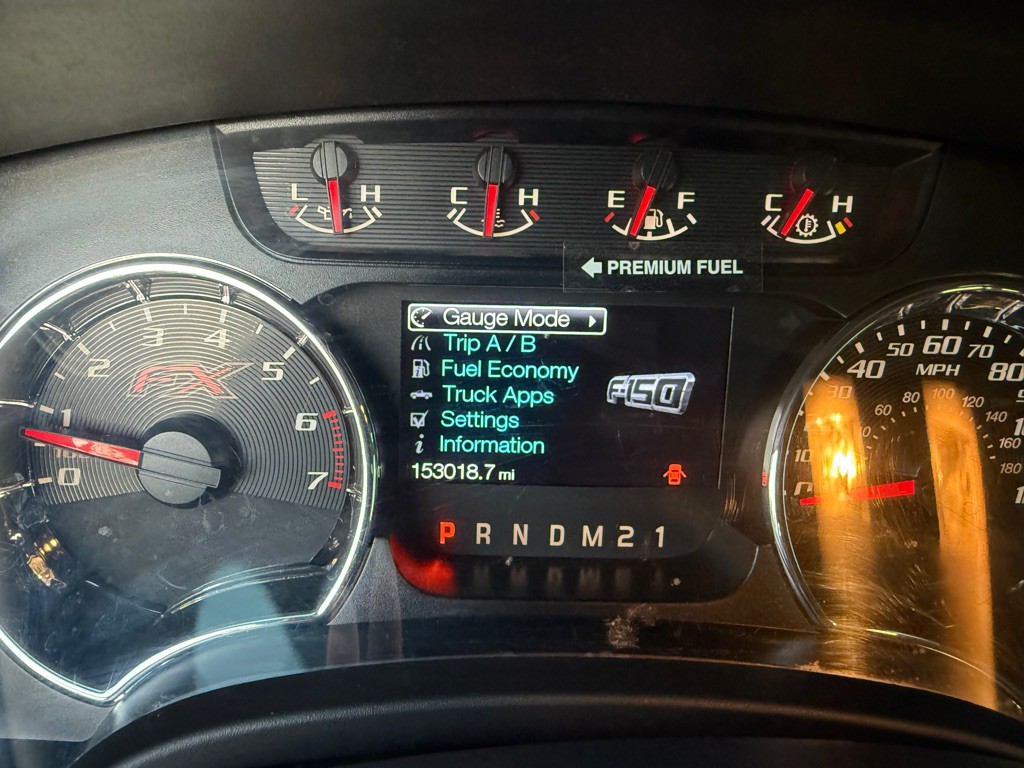 L H C H E F C H
PREMIUM FUEL
Gauge Mode
Trip A / B
Fuel Economy
Truck Apps
Settings
i Information
153018.7 mi
F-150
P R N D M 2 1
0 1 2 3 4 5 6 7
FX
30 40 50 60 70 80
MPH
60 80 100 120 140 160 180